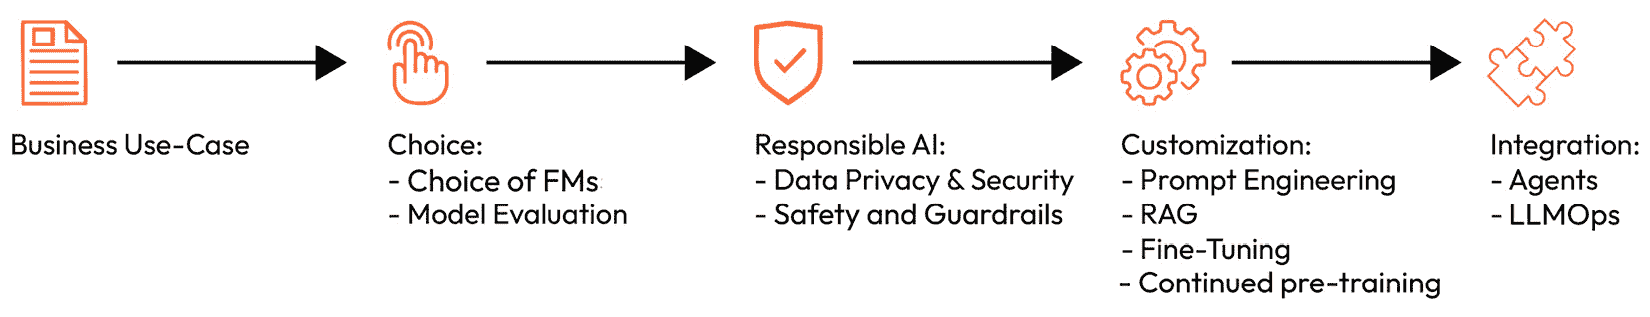 Business Use-Case
Choice:
- Choice of FMs
- Model Evaluation
Responsible AI:
- Data Privacy & Security
- Safety and Guardrails
Customization:
- Prompt Engineering
- RAG
- Fine-Tuning
- Continued pre-training
Integration:
- Agents
- LLMOps